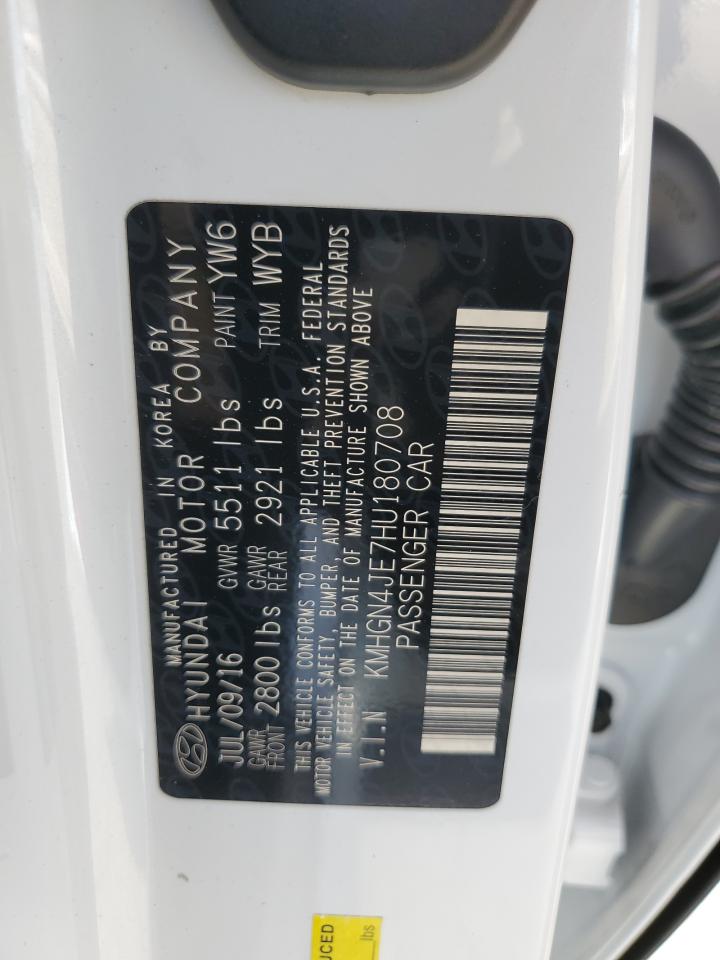 MANUFACTURED IN KOREA BY
HYUNDAI MOTOR COMPANY
JUL/09/16 GVWR 5511 lbs PAINT YW6
GAWR FRONT 2800 lbs GAWR REAR 2921 lbs TRIM WYB
THIS VEHICLE CONFORMS TO ALL APPLICABLE U.S.A. FEDERAL
MOTOR VEHICLE SAFETY, BUMPER, AND THEFT PREVENTION STANDARDS
IN EFFECT ON THE DATE OF MANUFACTURE SHOWN ABOVE
V.I.N KMHGN4JE7HU180708
PASSENGER CAR
lbs